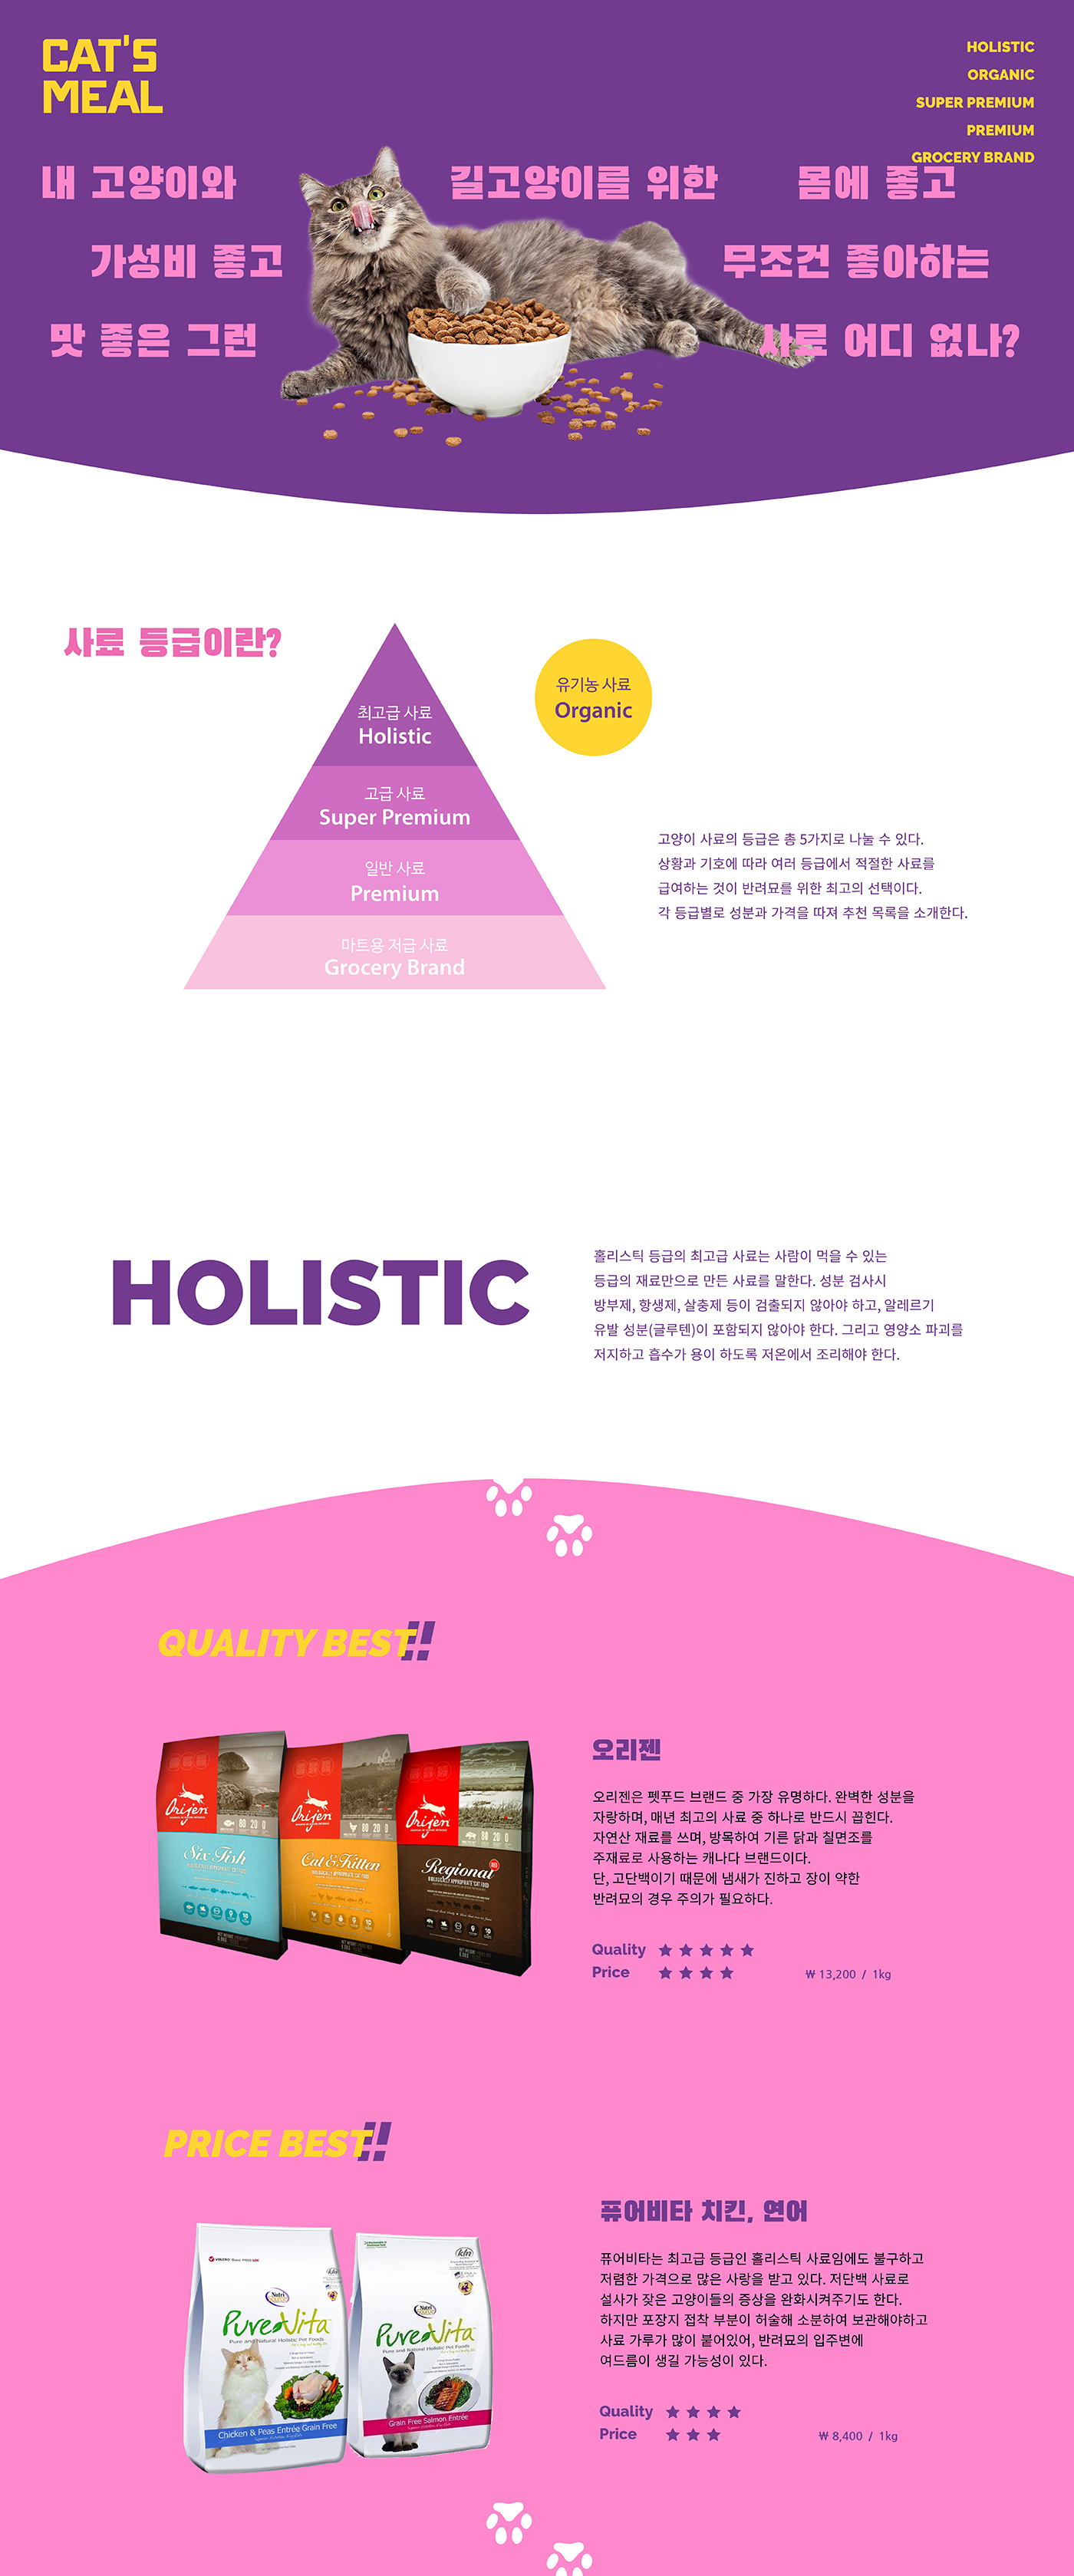 CAT'S
MEAL
HOLISTIC
ORGANIC
SUPER PREMIUM
PREMIUM
GROCERY BRAND
내 고양이와
길고양이를 위한
몸에 좋고
가성비 좋고
무조건 좋아하는
맛 좋은 그런
사료 어디 없나?
사료 등급이란?
최고급 사료
Holistic
고급 사료
Super Premium
일반 사료
Premium
마트용 저급 사료
Grocery Brand
유기농 사료
Organic
고양이 사료의 등급은 총 5가지로 나눌 수 있다.
상황과 기호에 따라 여러 등급에서 적절한 사료를
급여하는 것이 반려묘를 위한 최고의 선택이다.
각 등급별로 성분과 가격을 따져 추천 목록을 소개한다.
HOLISTIC
홀리스틱 등급의 최고급 사료는 사람이 먹을 수 있는
등급의 재료만으로 만든 사료를 말한다. 성분 검사시
방부제, 항생제, 살충제 등이 검출되지 않아야 하고, 알레르기
유발 성분(글루텐)이 포함되지 않아야 한다. 그리고 영양소 파괴를
저지하고 흡수가 용이 하도록 저온에서 조리해야 한다.
QUALITY BEST!!
Orijen
80 20 0
Six Fish
Orijen
80 20 0
Cat & Kitten
Orijen
80 20 0
Regional
오리젠
오리젠은 펫푸드 브랜드 중 가장 유명하다. 완벽한 성분을
자랑하며, 매년 최고의 사료 중 하나로 반드시 꼽힌다.
자연산 재료를 쓰며, 방목하여 기른 닭과 칠면조를
주재료로 사용하는 캐나다 브랜드이다.
단, 고단백이기 때문에 냄새가 진하고 장이 약한
반려묘의 경우 주의가 필요하다.
Quality ★ ★ ★ ★ ★
Price ★ ★ ★ ★
₩ 13,200 / 1kg
PRICE BEST!!
Nutri
PureVita
Pure and Natural Holistic Pet Foods
Chicken & Peas Entrée Grain Free
Nutri
PureVita
Pure and Natural Holistic Pet Foods
Grain Free Salmon Entrée
퓨어비타 치킨, 연어
퓨어비타는 최고급 등급인 홀리스틱 사료임에도 불구하고
저렴한 가격으로 많은 사랑을 받고 있다. 저단백 사료로
설사가 잦은 고양이들의 증상을 완화시켜주기도 한다.
하지만 포장지 접착 부분이 허술해 소분하여 보관해야하고
사료 가루가 많이 붙어있어, 반려묘의 입주변에
여드름이 생길 가능성이 있다.
Quality ★ ★ ★ ★
Price ★ ★ ★
₩ 8,400 / 1kg